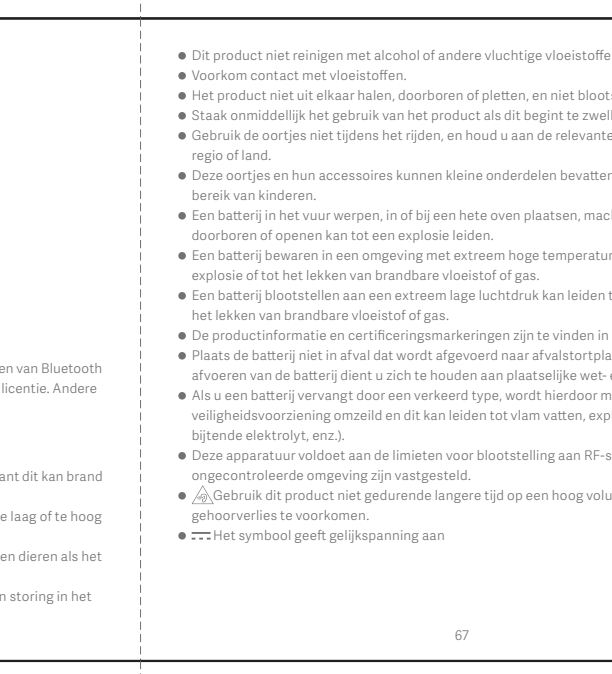 en van Bluetooth
licentie. Andere
ant dit kan brand
e laag of te hoog
en dieren als het
n storing in het
● Dit product niet reinigen met alcohol of andere vluchtige vloeistoffe
● Voorkom contact met vloeistoffen.
● Het product niet uit elkaar halen, doorboren of pletten, en niet bloots
● Staak onmiddellijk het gebruik van het product als dit begint te zwell
● Gebruik de oortjes niet tijdens het rijden, en houd u aan de relevante
regio of land.
● Deze oortjes en hun accessoires kunnen kleine onderdelen bevatten
bereik van kinderen.
● Een batterij in het vuur werpen, in of bij een hete oven plaatsen, mac
doorboren of openen kan tot een explosie leiden.
● Een batterij bewaren in een omgeving met extreem hoge temperatuu
explosie of tot het lekken van brandbare vloeistof of gas.
● Een batterij blootstellen aan een extreem lage luchtdruk kan leiden t
het lekken van brandbare vloeistof of gas.
● De productinformatie en certificeringsmarkeringen zijn te vinden in
● Plaats de batterij niet in afval dat wordt afgevoerd naar afvalstortpla
afvoeren van de batterij dient u zich te houden aan plaatselijke wet- e
● Als u een batterij vervangt door een verkeerd type, wordt hierdoor m
veiligheidsvoorziening omzeild en dit kan leiden tot vlam vatten, exp
bijtende elektrolyt, enz.).
● Deze apparatuur voldoet aan de limieten voor blootstelling aan RF-s
ongecontroleerde omgeving zijn vastgesteld.
● Gebruik dit product niet gedurende langere tijd op een hoog volu
gehoorverlies te voorkomen.
● Het symbool geeft gelijkspanning aan
67